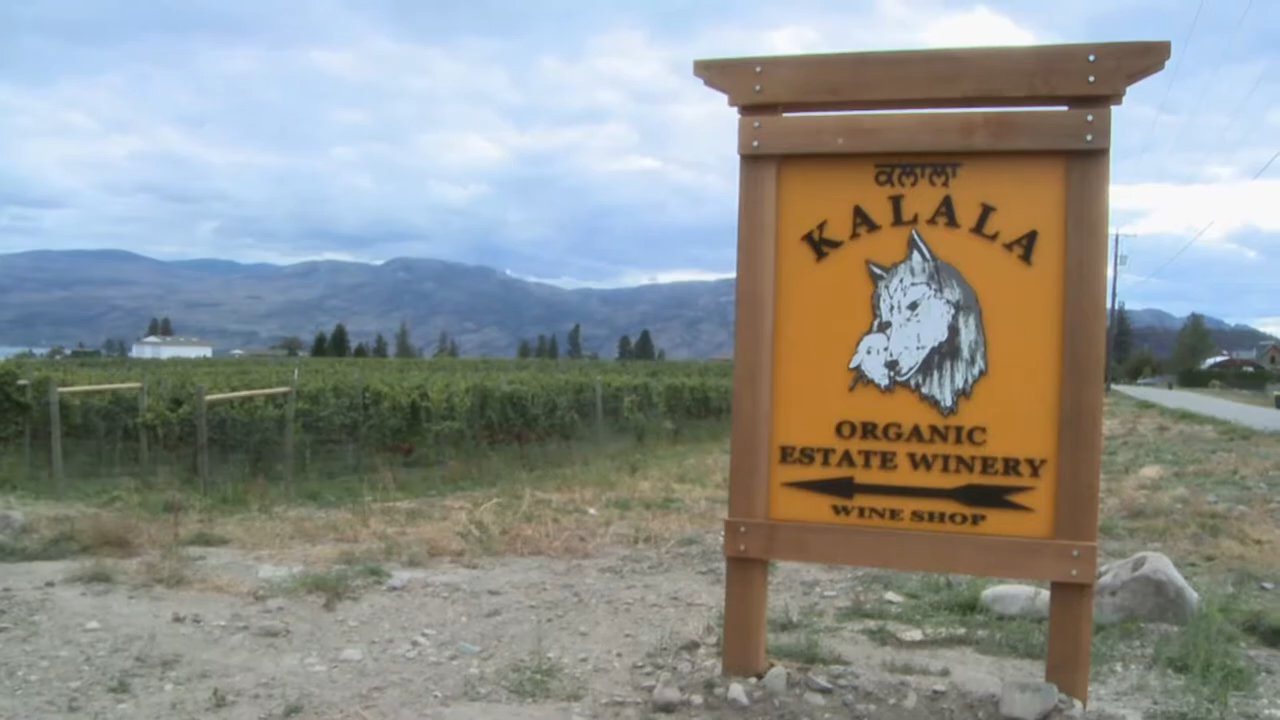 ਕਲਾਲਾ
KALALA
ORGANIC
ESTATE WINERY
WINE SHOP